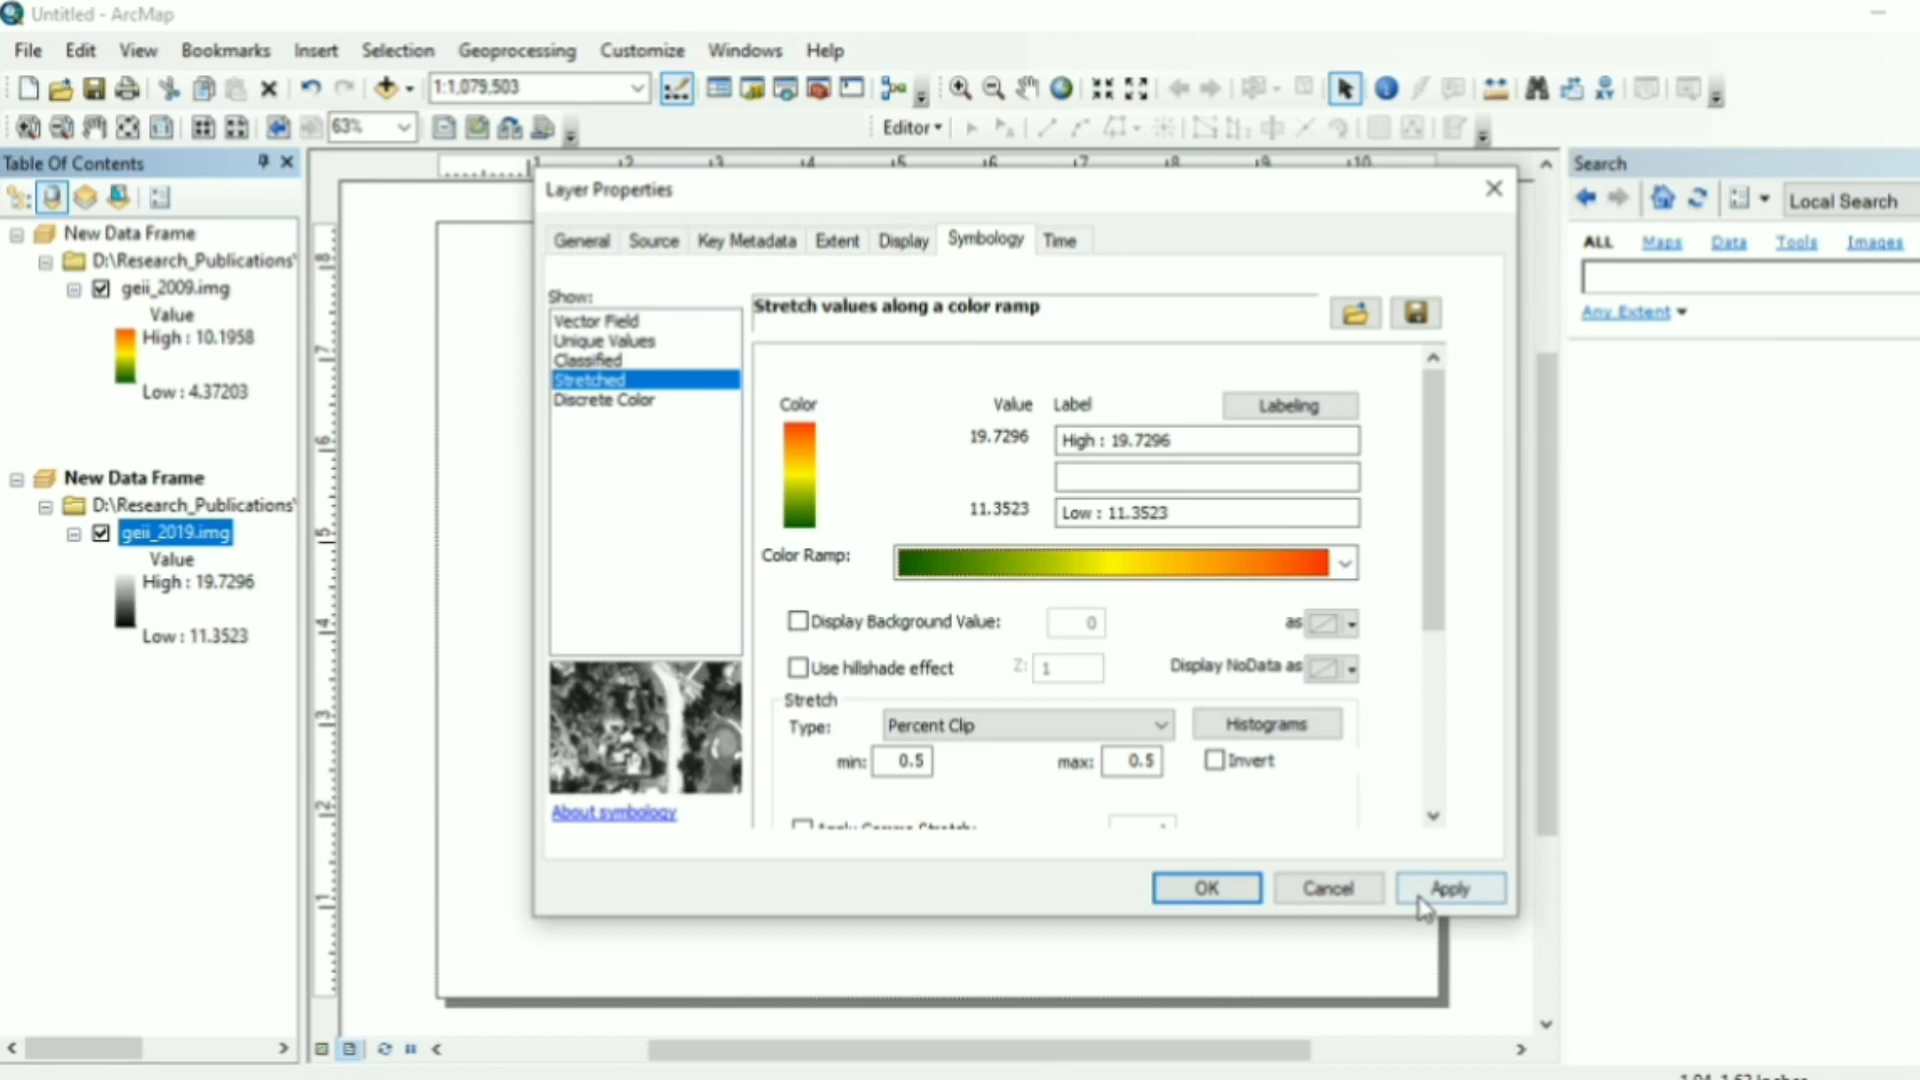 Untitled - ArcMap
File Edit View Bookmarks Insert Selection Geoprocessing Customize Windows Help
1:1,079,503
63%
Editor
Table Of Contents
New Data Frame
D:\Research_Publications\
geii_2009.img
Value
High : 10.1958
Low : 4.37203
New Data Frame
D:\Research_Publications\
geii_2019.img
Value
High : 19.7296
Low : 11.3523
Layer Properties
General Source Key Metadata Extent Display Symbology Time
Show:
Vector Field
Unique Values
Classified
Stretched
Discrete Color
About symbology
Stretch values along a color ramp
Color Value Label Labeling
19.7296 High : 19.7296
11.3523 Low : 11.3523
Color Ramp:
Display Background Value: 0 as
Use hillshade effect Z: 1 Display NoData as
Stretch
Type: Percent Clip Histograms
min: 0.5 max: 0.5 Invert
Apply Gamma Stretch:
OK Cancel Apply
Search
Local Search
ALL Maps Data Tools Images
Any Extent